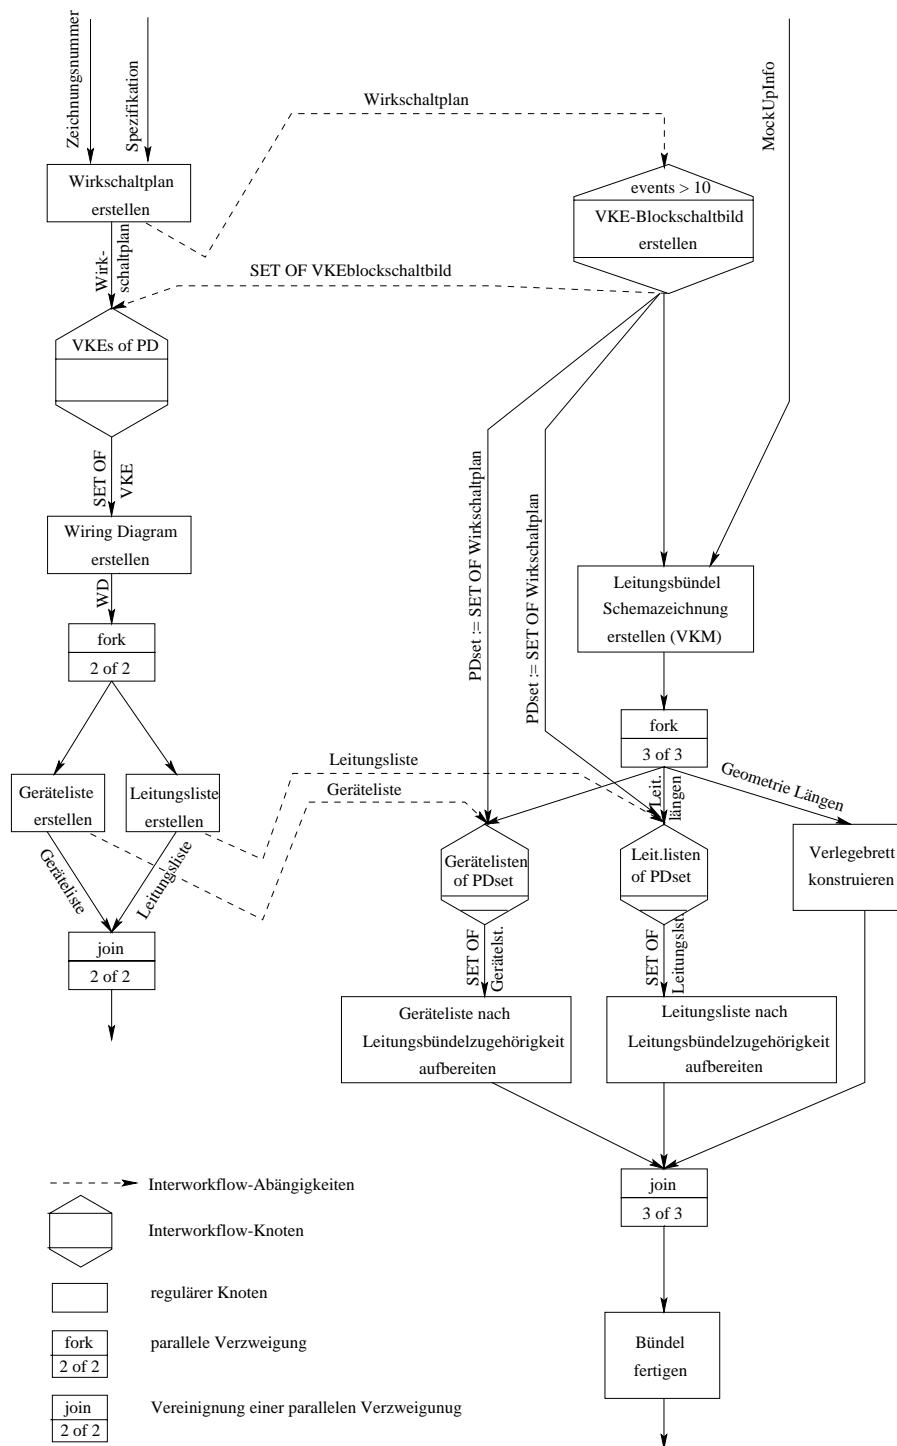 Zeichnungsnummer
Spezifikation
Wirkschaltplan
MockUpInfo
Wirkschaltplan
erstellen
events > 10
VKE-Blockschaltbild
erstellen
Wirk-
schaltplan
SET OF VKEblockschaltbild
VKEs of PD
SET OF
VKE
PDset := SET OF Wirkschaltplan
PDset := SET OF Wirkschaltplan
Wiring Diagram
erstellen
WD
Leitungsbündel
Schemazeichnung
erstellen (VKM)
fork
2 of 2
fork
3 of 3
Leitungsliste
Geräteliste
Leit.
längen
Geometrie Längen
Geräteliste
erstellen
Leitungsliste
erstellen
Gerätelisten
of PDset
Leit.listen
of PDset
Verlegebrett
konstruieren
Geräteliste
Leitungsliste
join
2 of 2
SET OF
Gerätelst.
SET OF
Leitungslst.
Geräteliste nach
Leitungsbündelzugehörigkeit
aufbereiten
Leitungsliste nach
Leitungsbündelzugehörigkeit
aufbereiten
join
3 of 3
Interworkflow-Abängigkeiten
Interworkflow-Knoten
regulärer Knoten
fork
2 of 2
parallele Verzweigung
join
2 of 2
Vereinignung einer parallelen Verzweigunug
Bündel
fertigen